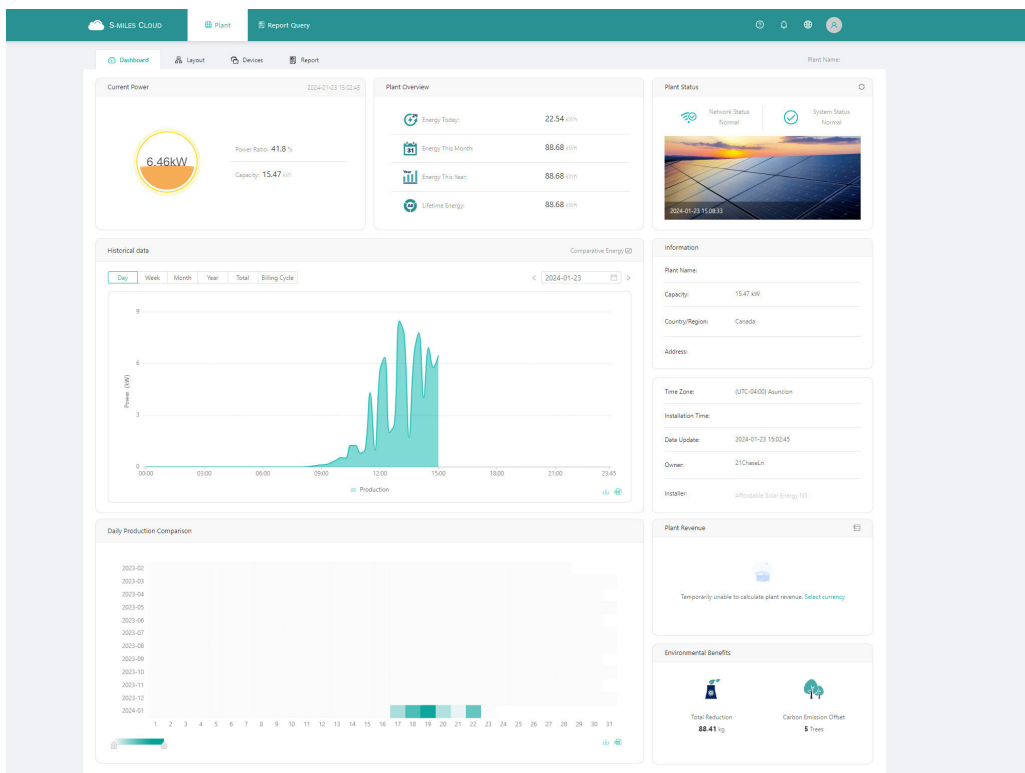 S-MILES CLOUD Plant Report Query
Dashboard Layout Devices Report Plant Name:
Current Power 2024-01-23 15:02:45
6.46kW
Power Ratio: 41.8 %
Capacity: 15.47 kW
Plant Overview
Energy Today: 22.54 kWh
31 Energy This Month: 88.68 kWh
Year Energy This Year: 88.68 kWh
All Lifetime Energy: 88.68 kWh
Plant Status
Network Status Normal
System Status Normal
2024-01-23 15:08:33
Historical data Comparative Energy
Day Week Month Year Total Billing Cycle < 2024-01-23 >
9
6
3
0
Power (kW)
00:00 03:00 06:00 09:00 12:00 15:00 18:00 21:00 23:45
Production
Information
Plant Name:
Capacity: 15.47 kW
Country/Region: Canada
Address:
Time Zone: (UTC-04:00) Asuncion
Installation Time:
Data Update: 2024-01-23 15:02:45
Owner: 21ChaseLn
Installer: Affordable Solar Energy NS
Daily Production Comparison
2023-02
2023-03
2023-04
2023-05
2023-06
2023-07
2023-08
2023-09
2023-10
2023-11
2023-12
2024-01
1 2 3 4 5 6 7 8 9 10 11 12 13 14 15 16 17 18 19 20 21 22 23 24 25 26 27 28 29 30 31
Plant Revenue
Temporarily unable to calculate plant revenue. Select currency
Environmental Benefits
Total Reduction
88.41 kg
Carbon Emission Offset
5 Trees